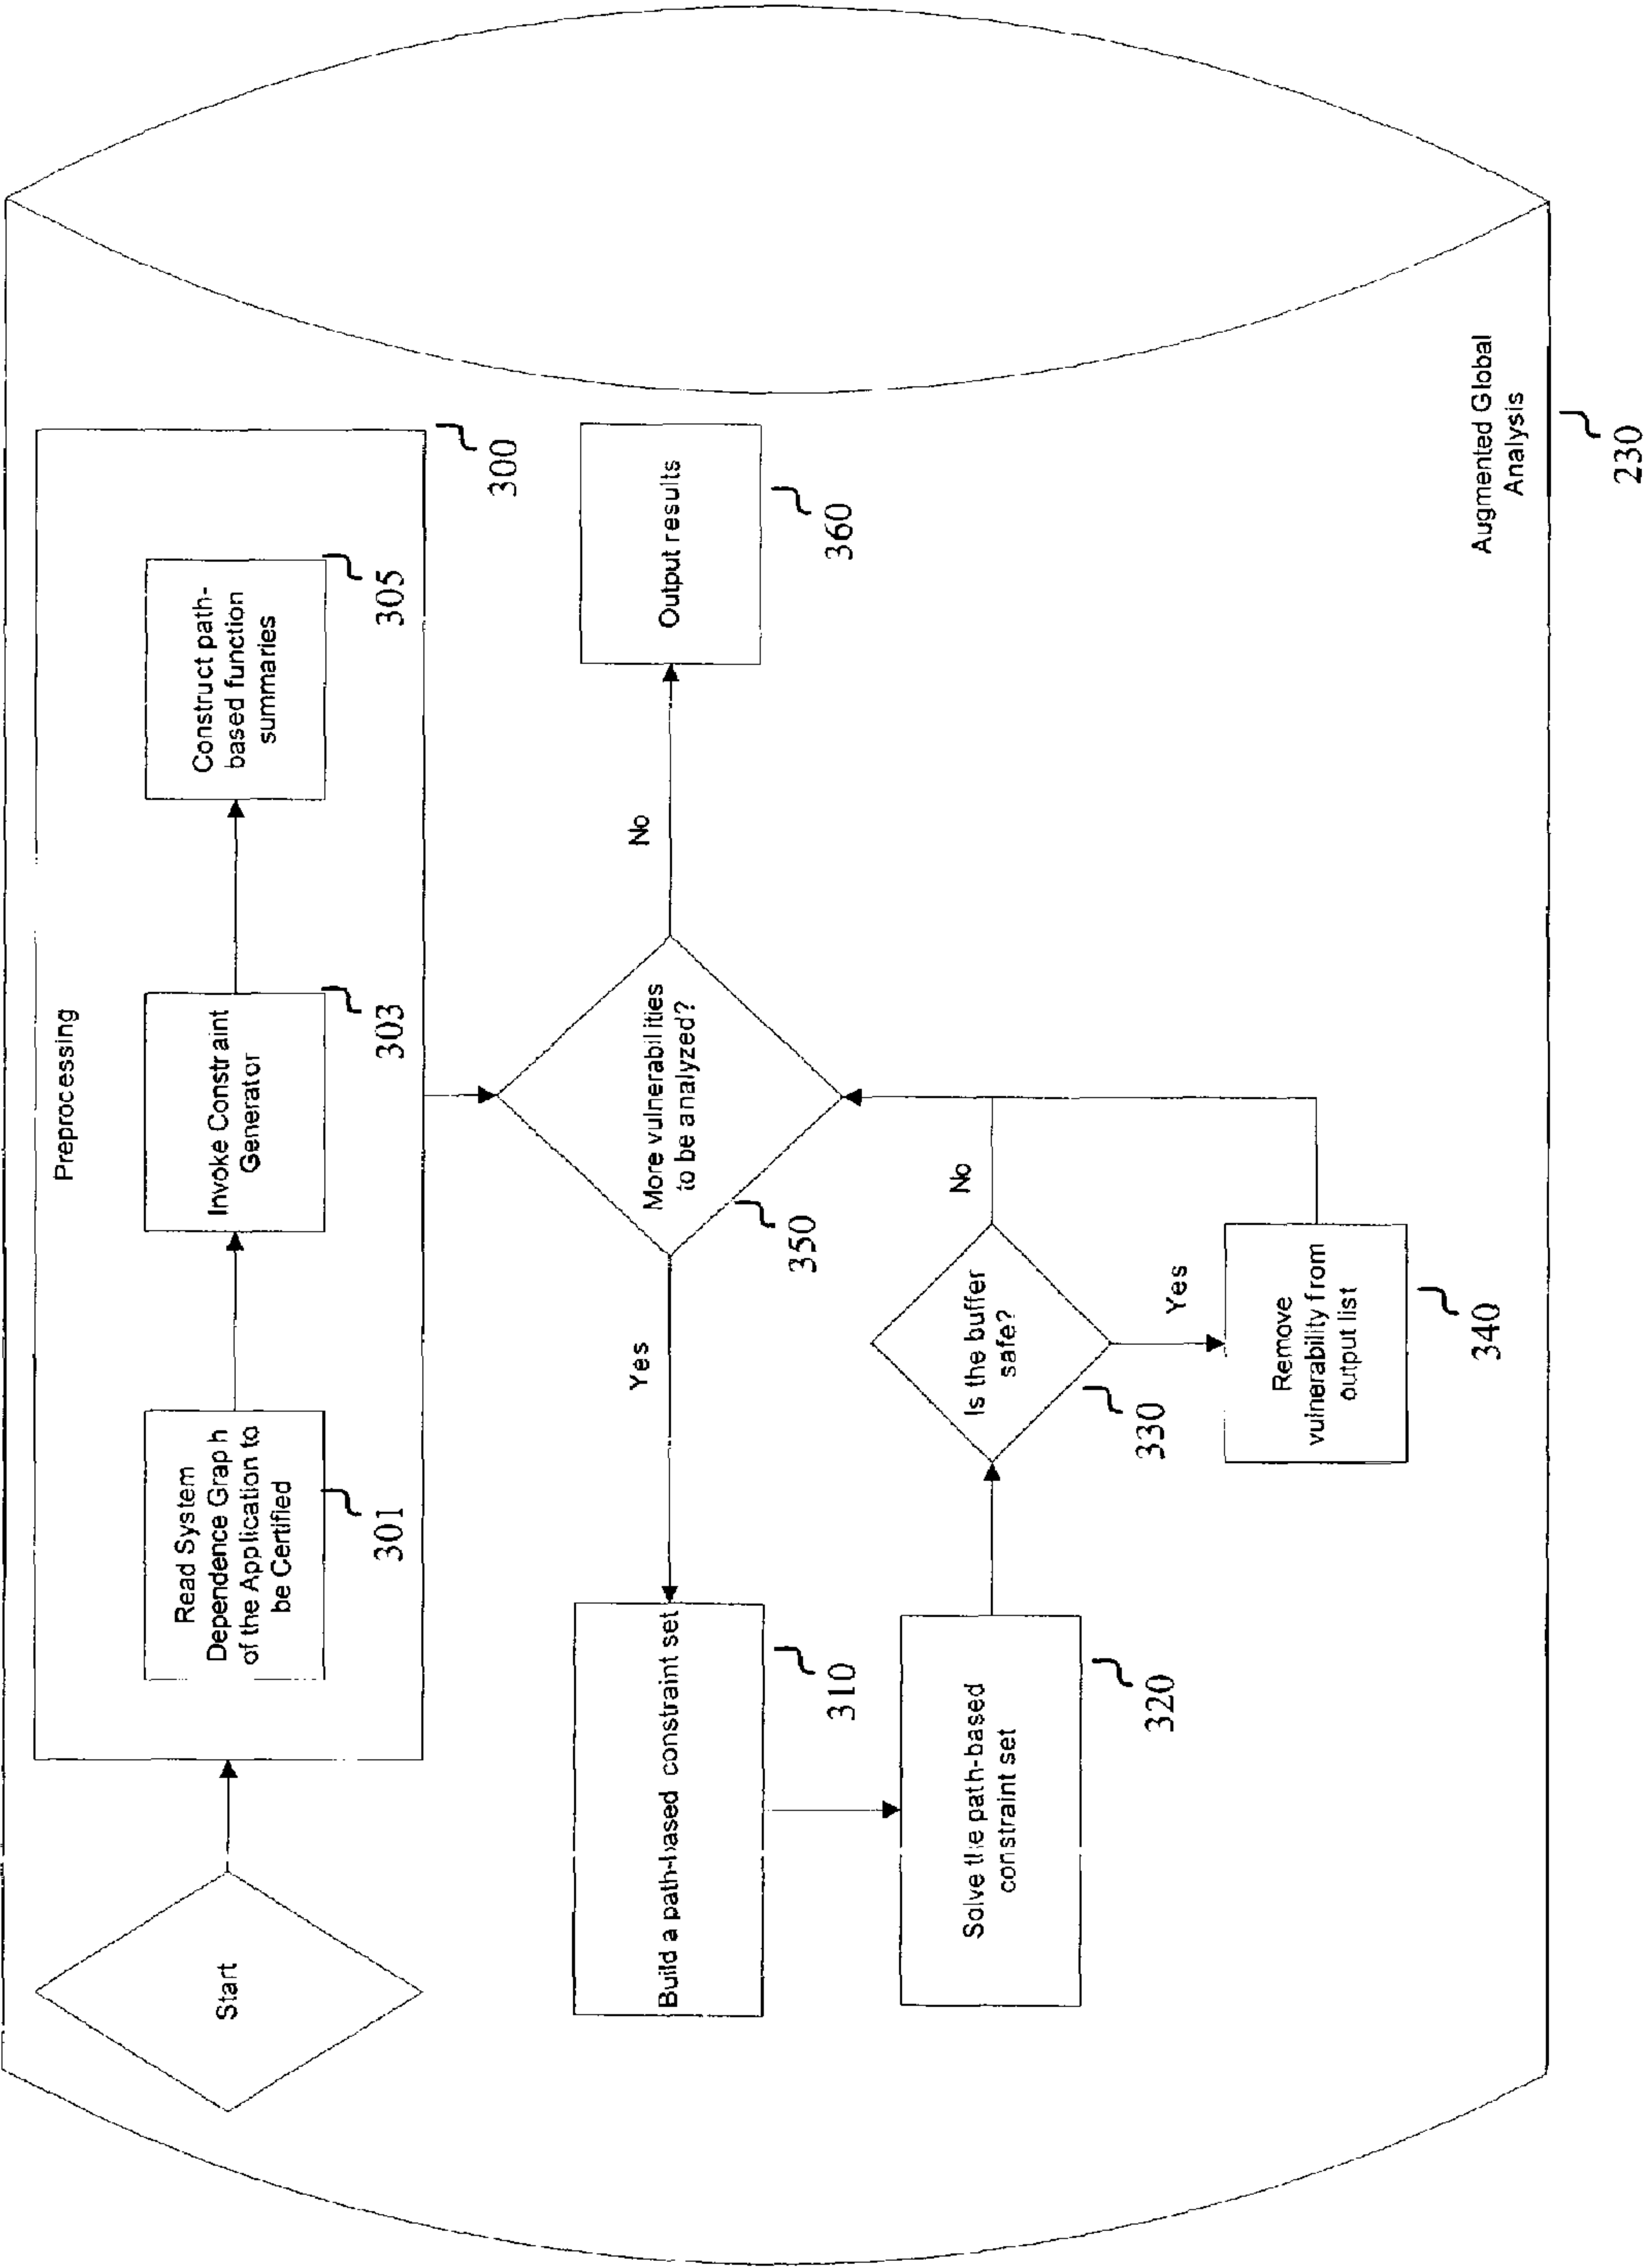 Preprocessing
Start
Read System
Dependence Graph
of the Application to
be Certified
301
Invoke Constraint
Generator
303
Construct path-
based function
summaries
305
300
More vulnerabilities
to be analyzed?
350
Yes
No
Output results
360
Build a path-based constraint set
310
Solve the path-based
constraint set
320
Is the buffer
safe?
330
No
Yes
Remove
vulnerability from
output list
340
Augmented Global
Analysis
230